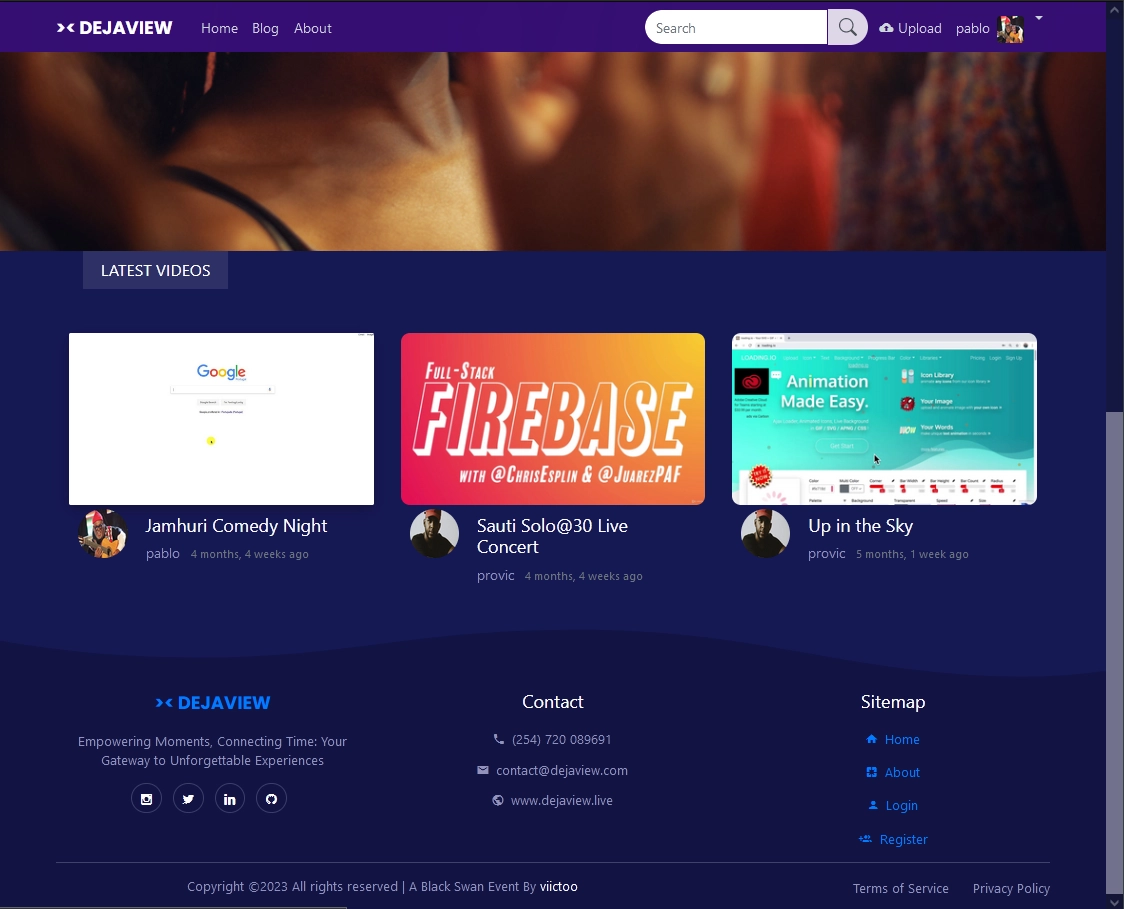 >< DEJAVIEW Home Blog About Search Upload pablo
LATEST VIDEOS
Google
FULL-STACK
FIREBASE
WITH @CHRISESPLIN & @JUAREZPAF
LOADING.IO
Animation
Made Easy.
Icon Library
Your Image
Your Words
Get Start
Jamhuri Comedy Night
pablo 4 months, 4 weeks ago
Sauti Solo@30 Live
Concert
provic 4 months, 4 weeks ago
Up in the Sky
provic 5 months, 1 week ago
>< DEJAVIEW
Empowering Moments, Connecting Time: Your
Gateway to Unforgettable Experiences
Contact
(254) 720 089691
contact@dejaview.com
www.dejaview.live
Sitemap
Home
About
Login
Register
Copyright ©2023 All rights reserved | A Black Swan Event By viictoo
Terms of Service Privacy Policy